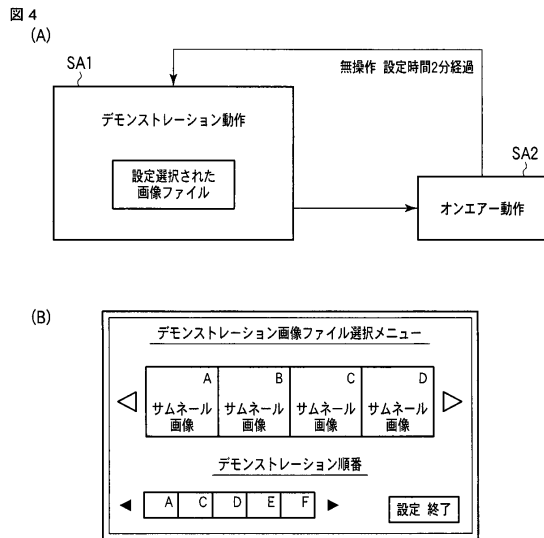 図 4
(A)
SA1
無操作 設定時間2分経過
デモンストレーション動作
設定選択された
画像ファイル
SA2
オンエアー動作
(B)
デモンストレーション画像ファイル選択メニュー
A B C D
サムネール サムネール サムネール サムネール
画像 画像 画像 画像
デモンストレーション順番
A C D E F
設定 終了